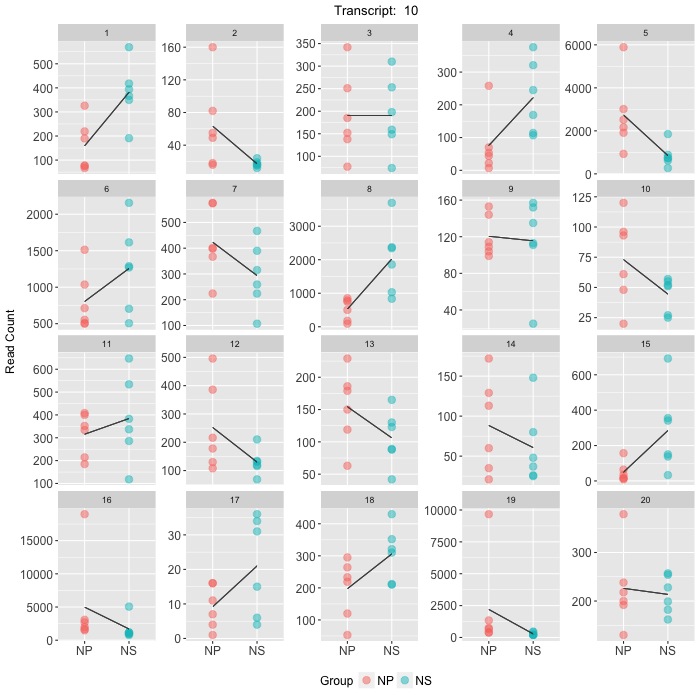 Transcript: 10
1 2 3 4 5
500 400 300 200 100
160 120 80 40
350 300 250 200 150 100
300 200 100 0
6000 4000 2000 0
6 7 8 9 10
2000 1500 1000 500
500 400 300 200 100
3000 2000 1000 0
160 120 80 40
125 100 75 50 25
Read Count
11 12 13 14 15
600 500 400 300 200 100
500 400 300 200 100
200 150 100 50
150 100 50
600 400 200 0
16 17 18 19 20
15000 10000 5000 0
30 20 10 0
400 300 200 100
10000 7500 5000 2500 0
300 200
NP NS NP NS NP NS NP NS NP NS
Group NP NS